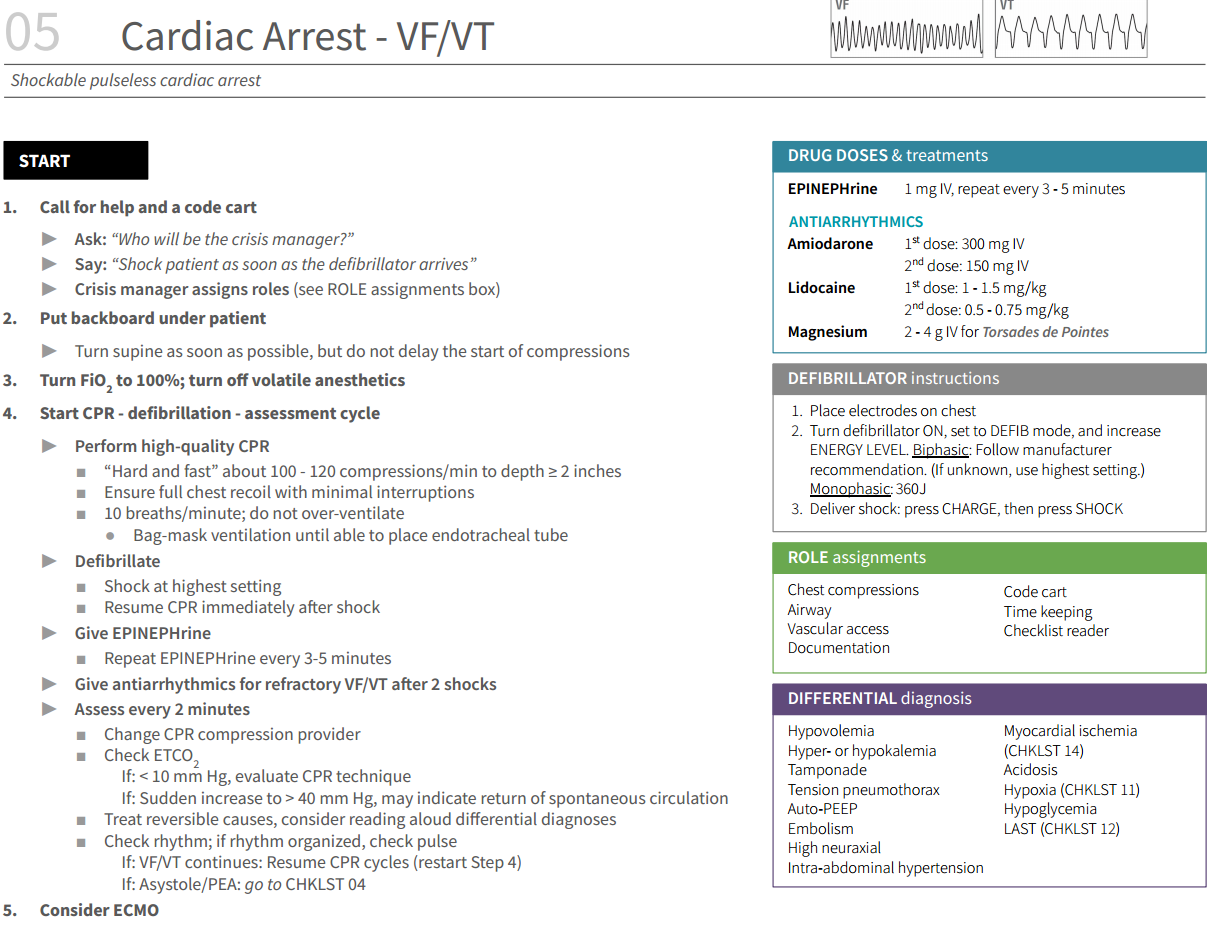 05 Cardiac Arrest - VF/VT
VF VT
Shockable pulseless cardiac arrest
START
1. Call for help and a code cart
▶ Ask: “Who will be the crisis manager?”
▶ Say: “Shock patient as soon as the defibrillator arrives”
▶ Crisis manager assigns roles (see ROLE assignments box)
2. Put backboard under patient
▶ Turn supine as soon as possible, but do not delay the start of compressions
3. Turn FiO2 to 100%; turn off volatile anesthetics
4. Start CPR - defibrillation - assessment cycle
▶ Perform high-quality CPR
■ “Hard and fast” about 100 - 120 compressions/min to depth ≥ 2 inches
■ Ensure full chest recoil with minimal interruptions
■ 10 breaths/minute; do not over-ventilate
● Bag-mask ventilation until able to place endotracheal tube
▶ Defibrillate
■ Shock at highest setting
■ Resume CPR immediately after shock
▶ Give EPINEPHrine
■ Repeat EPINEPHrine every 3-5 minutes
▶ Give antiarrhythmics for refractory VF/VT after 2 shocks
▶ Assess every 2 minutes
■ Change CPR compression provider
■ Check ETCO2
If: < 10 mm Hg, evaluate CPR technique
If: Sudden increase to > 40 mm Hg, may indicate return of spontaneous circulation
■ Treat reversible causes, consider reading aloud differential diagnoses
■ Check rhythm; if rhythm organized, check pulse
If: VF/VT continues: Resume CPR cycles (restart Step 4)
If: Asystole/PEA: go to CHKLST 04
5. Consider ECMO
DRUG DOSES & treatments
EPINEPHrine 1 mg IV, repeat every 3 - 5 minutes
ANTIARRHYTHMICS
Amiodarone 1st dose: 300 mg IV
2nd dose: 150 mg IV
Lidocaine 1st dose: 1 - 1.5 mg/kg
2nd dose: 0.5 - 0.75 mg/kg
Magnesium 2 - 4 g IV for Torsades de Pointes
DEFIBRILLATOR instructions
1. Place electrodes on chest
2. Turn defibrillator ON, set to DEFIB mode, and increase
ENERGY LEVEL. Biphasic: Follow manufacturer
recommendation. (If unknown, use highest setting.)
Monophasic: 360J
3. Deliver shock: press CHARGE, then press SHOCK
ROLE assignments
Chest compressions
Airway
Vascular access
Documentation
Code cart
Time keeping
Checklist reader
DIFFERENTIAL diagnosis
Hypovolemia
Hyper- or hypokalemia
Tamponade
Tension pneumothorax
Auto-PEEP
Embolism
High neuraxial
Intra-abdominal hypertension
Myocardial ischemia
(CHKLST 14)
Acidosis
Hypoxia (CHKLST 11)
Hypoglycemia
LAST (CHKLST 12)